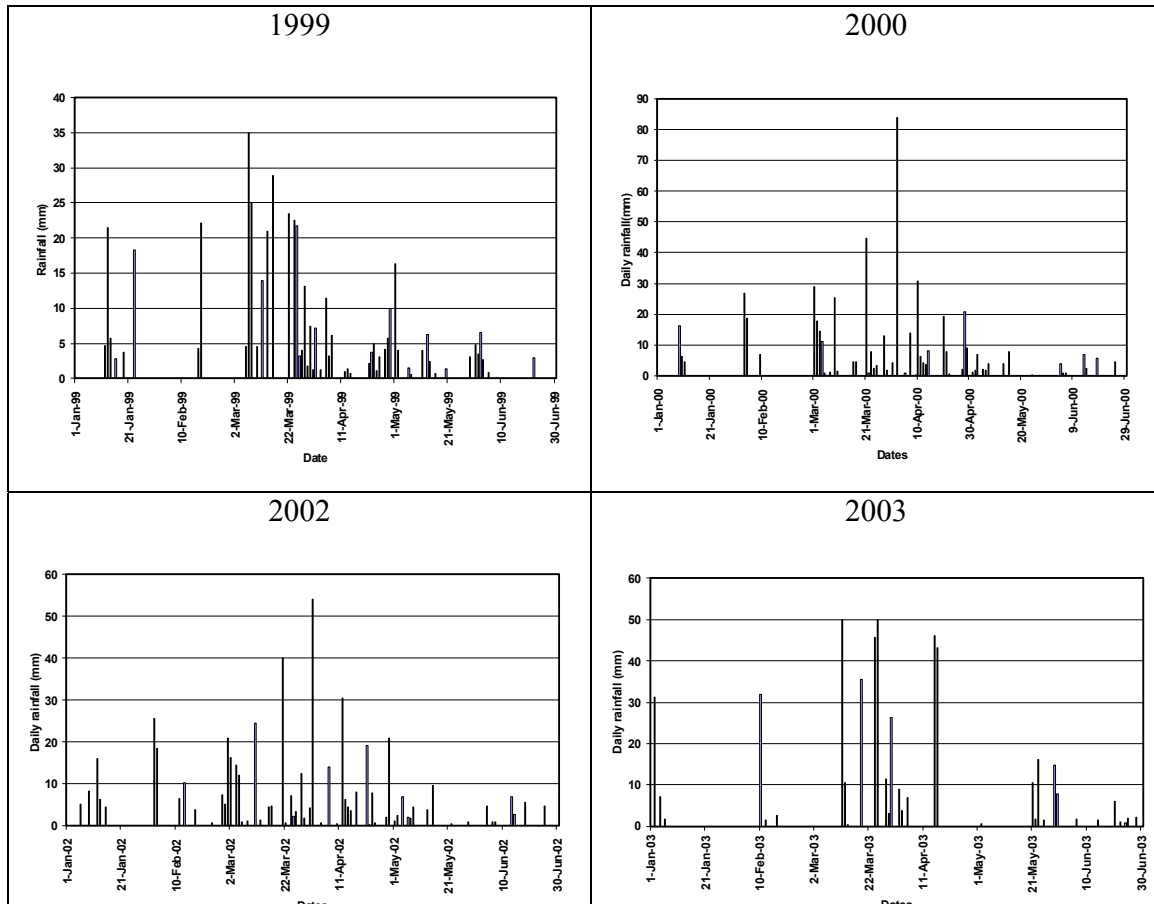 1999
2000
Rainfall (mm)
40
35
30
25
20
15
10
5
0
1-Jan-99
21-Jan-99
10-Feb-99
2-Mar-99
22-Mar-99
11-Apr-99
1-May-99
21-May-99
10-Jun-99
30-Jun-99
Date
Daily rainfall(mm)
90
80
70
60
50
40
30
20
10
0
1-Jan-00
21-Jan-00
10-Feb-00
1-Mar-00
21-Mar-00
10-Apr-00
30-Apr-00
20-May-00
9-Jun-00
29-Jun-00
Dates
2002
2003
Daily rainfall (mm)
60
50
40
30
20
10
0
1-Jan-02
21-Jan-02
10-Feb-02
2-Mar-02
22-Mar-02
11-Apr-02
1-May-02
21-May-02
10-Jun-02
30-Jun-02
Dates
Daily rainfall (mm)
60
50
40
30
20
10
0
1-Jan-03
21-Jan-03
10-Feb-03
2-Mar-03
22-Mar-03
11-Apr-03
1-May-03
21-May-03
10-Jun-03
30-Jun-03
Dates